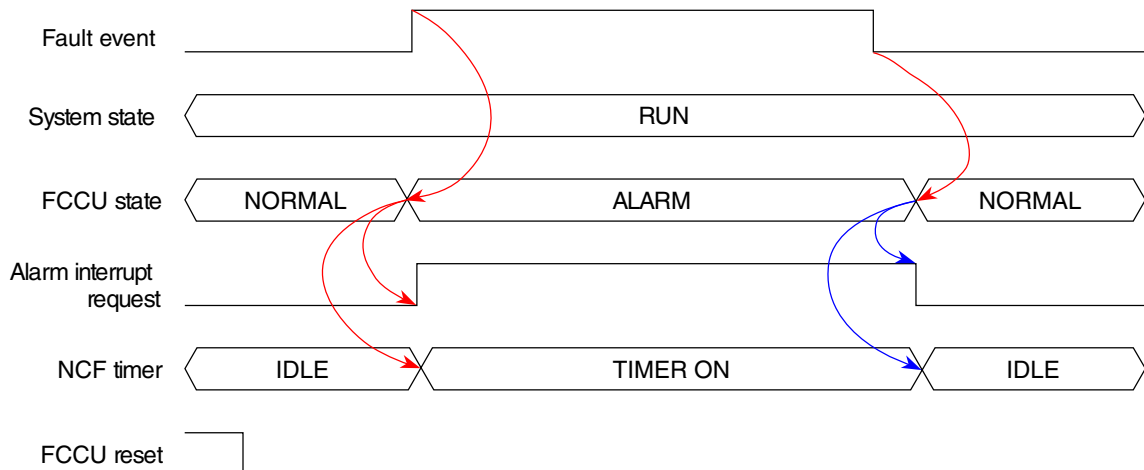 Fault event
System state
RUN
FCCU state
NORMAL
ALARM
NORMAL
Alarm interrupt
request
NCF timer
IDLE
TIMER ON
IDLE
FCCU reset